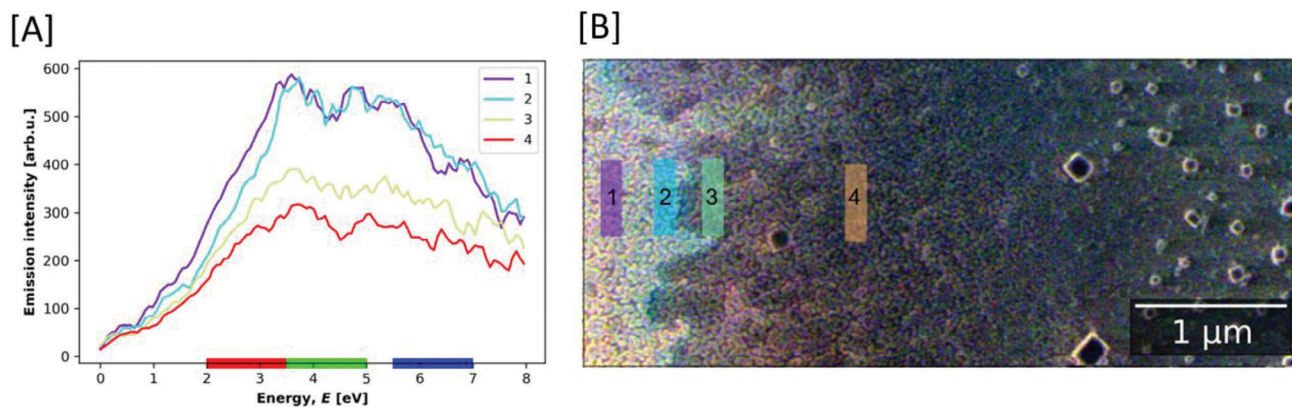 [A]
[B]
Emission intensity [arb.u.]
600
500
400
300
200
100
0
1
2
3
4
0 1 2 3 4 5 6 7 8
Energy, E [eV]
1 2 3 4
1 µm